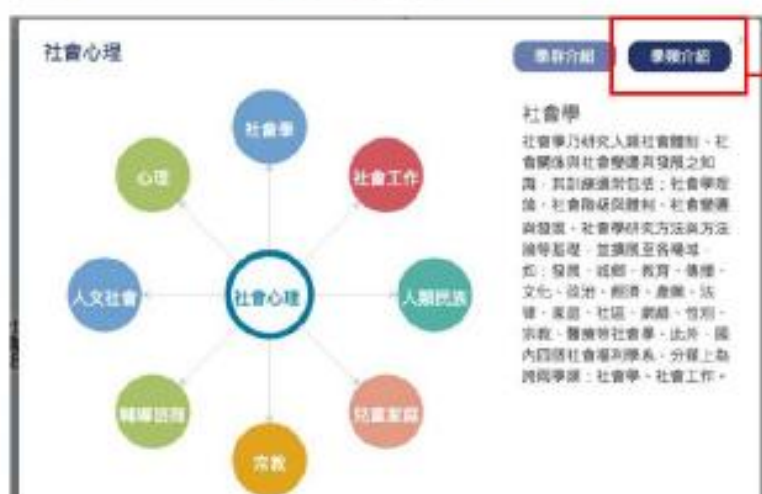 社會心理
學群介紹
學類介紹
社會學
社會工作
人類民族
兒童家庭
宗教
輔導諮商
人文社會
心理
社會心理
社會學
社會學乃研究人類社會體制、社
會關係與社會變遷與發展之知
識，其訓練通則包括：社會學理
論、社會階級與體制、社會變遷
與發展、社會學研究方法與方法
論等基礎，並擴展至各場域，
如：發展、城鄉、教育、傳播、
文化、政治、經濟、產業、法
律、家庭、社區、網絡、性別、
宗教、醫療等社會學。此外，國
內四個社會福利學系，分屬上為
跨兩學類：社會學、社會工作。